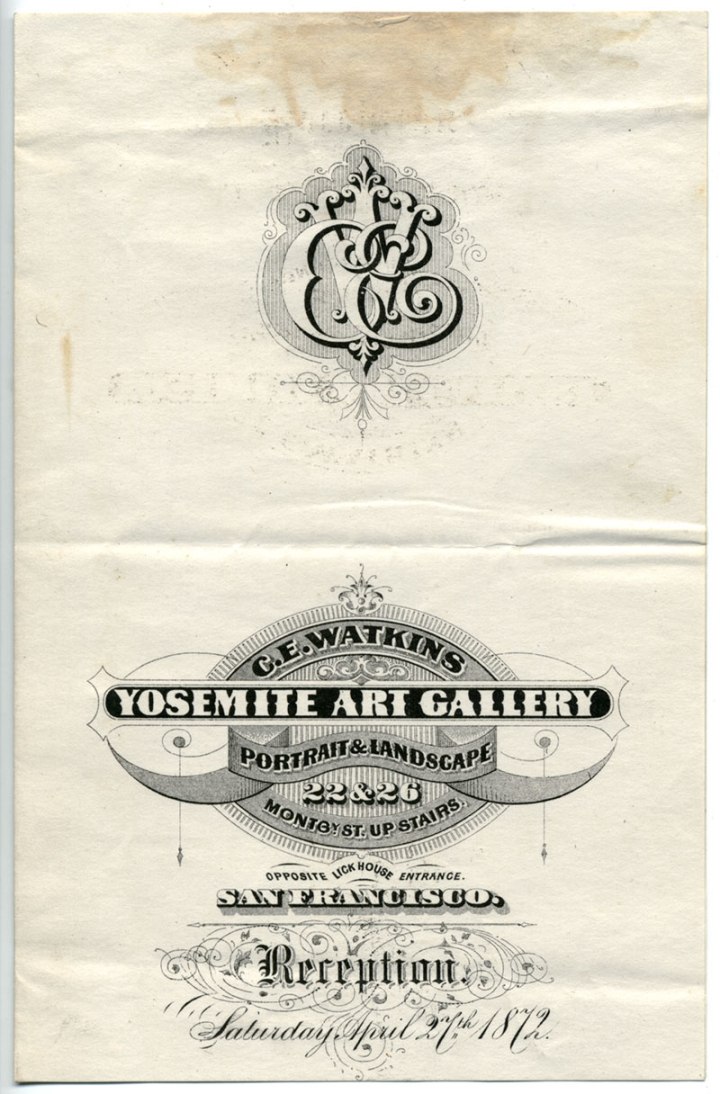 CEW
C.E. WATKINS
YOSEMITE ART GALLERY
PORTRAIT & LANDSCAPE
22 & 26
MONTGY ST. UP STAIRS.
OPPOSITE LICK HOUSE ENTRANCE.
SAN FRANCISCO,
Reception.
Saturday April 27th 1872.